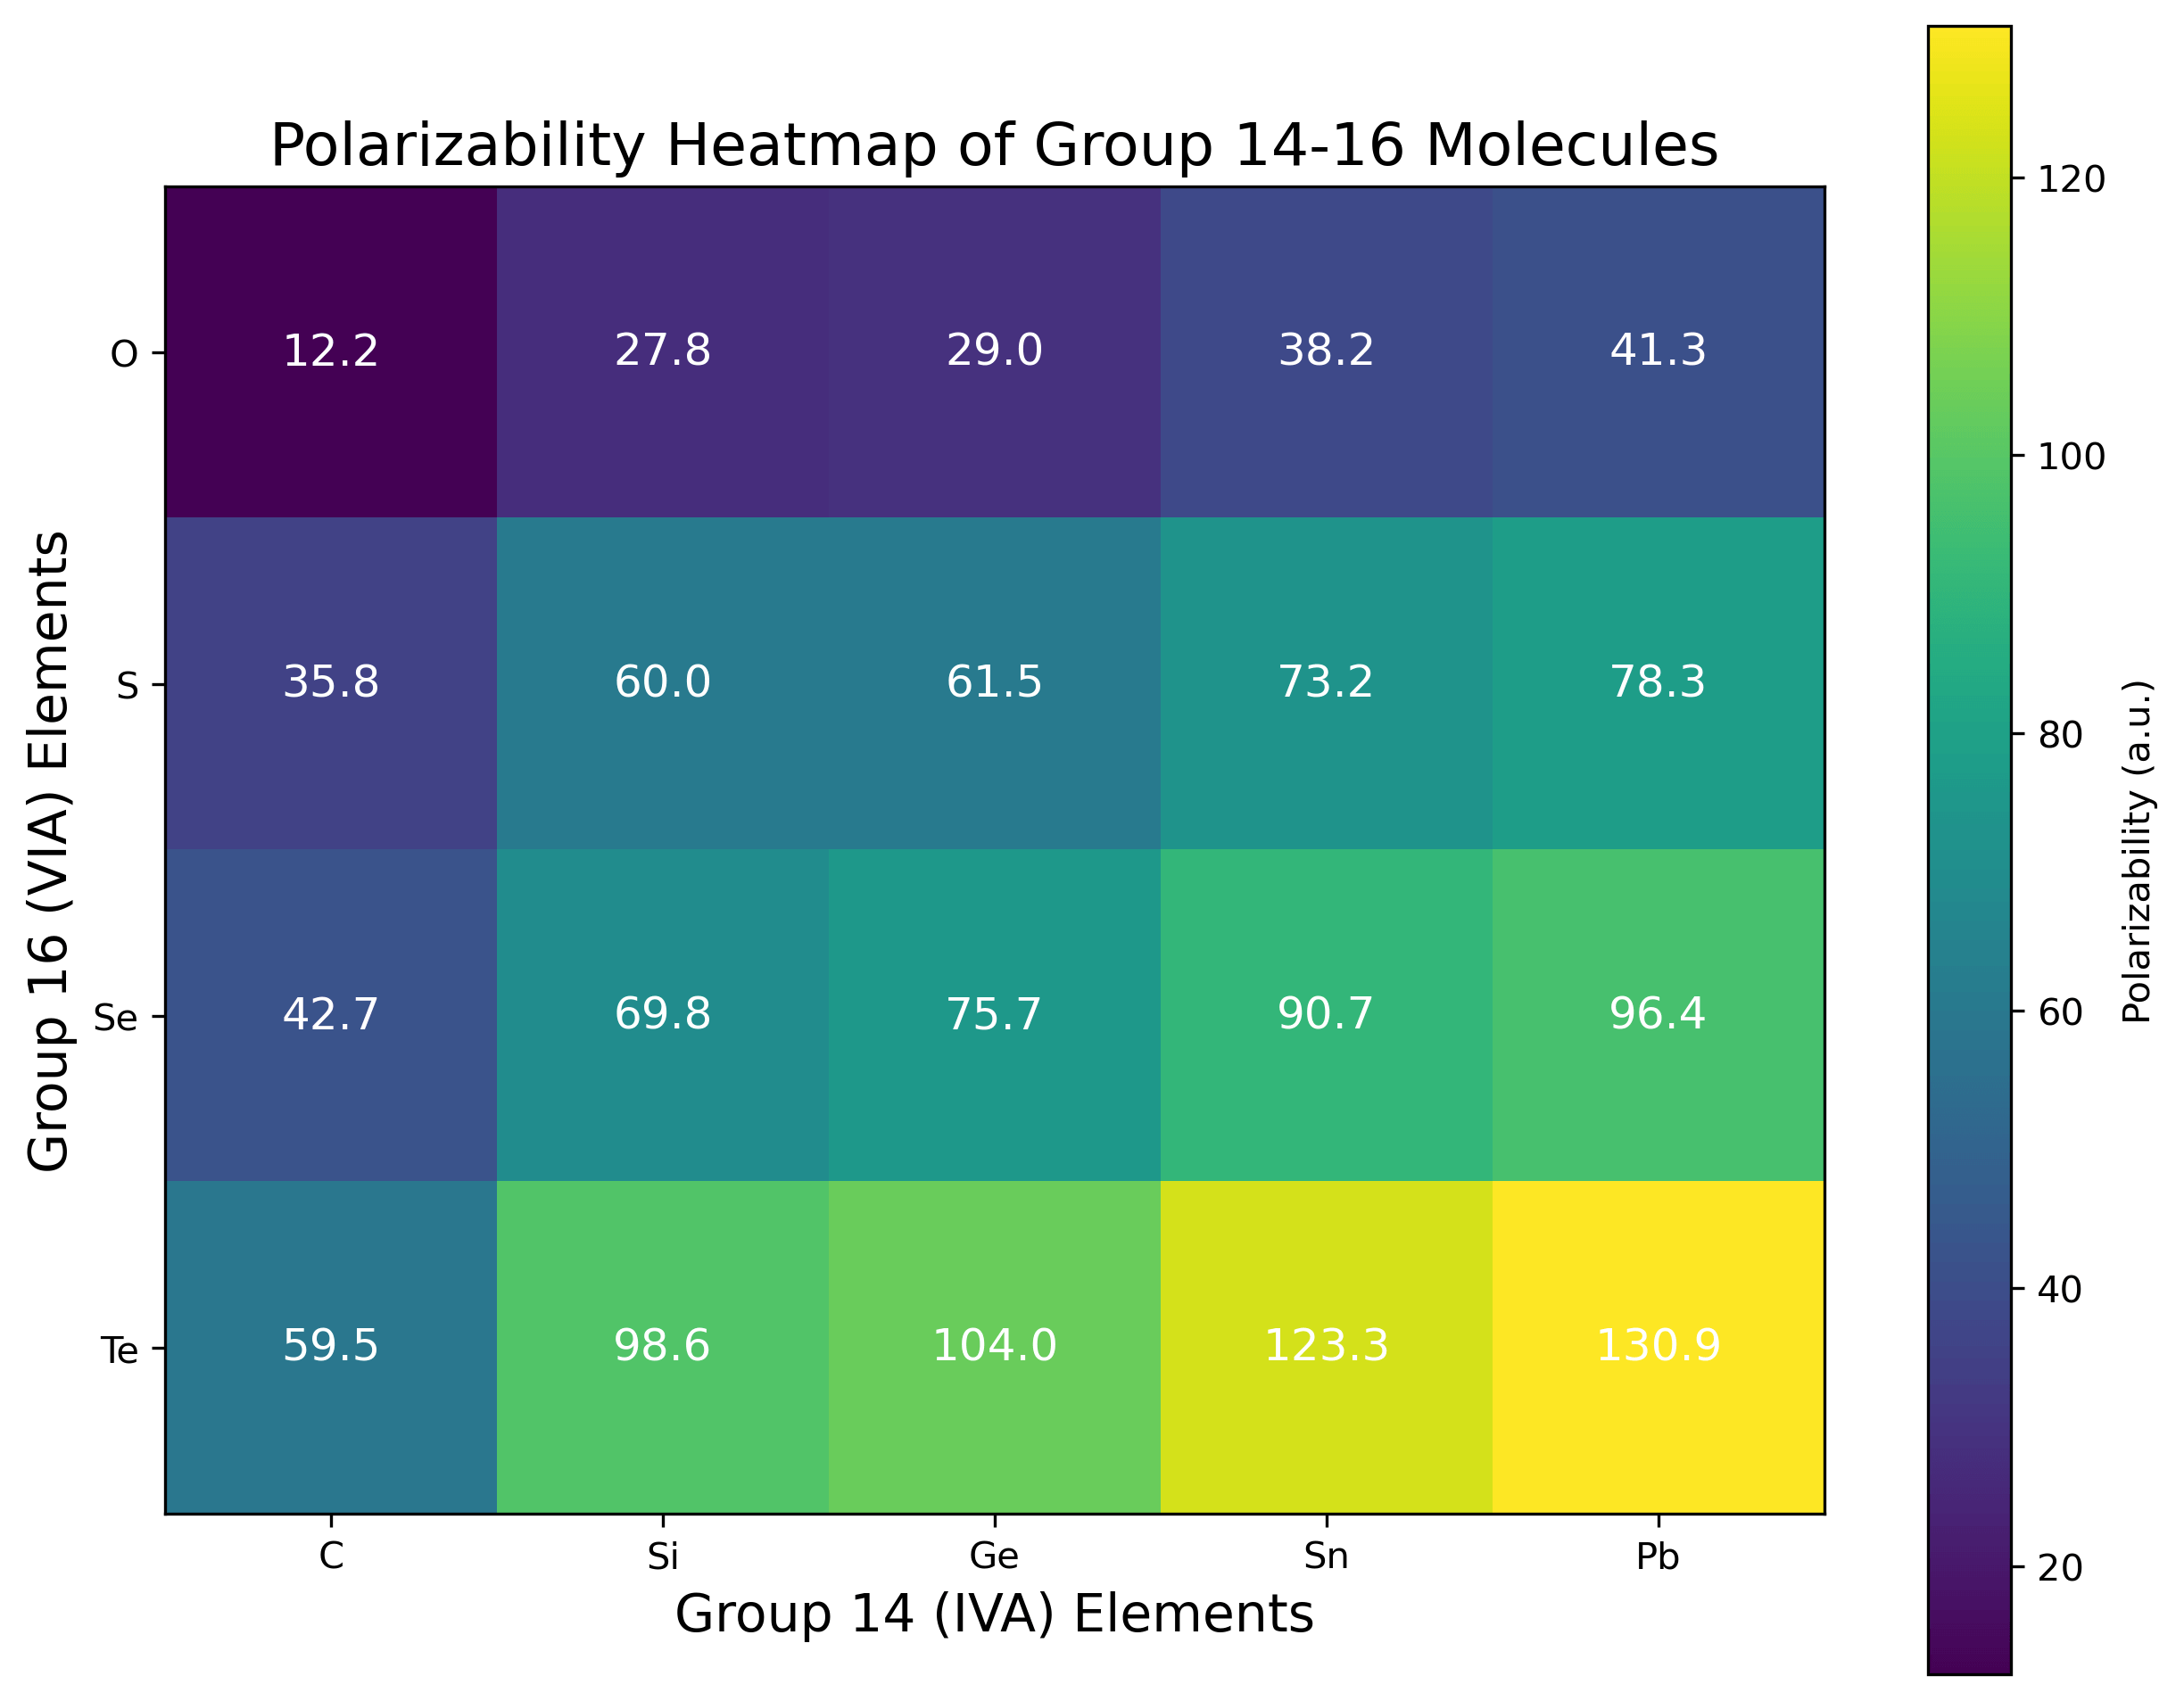 Polarizability Heatmap of Group 14-16 Molecules
Group 16 (VIA) Elements
O 12.2 27.8 29.0 38.2 41.3
S 35.8 60.0 61.5 73.2 78.3
Se 42.7 69.8 75.7 90.7 96.4
Te 59.5 98.6 104.0 123.3 130.9
C Si Ge Sn Pb
Group 14 (IVA) Elements
120
100
80
60
40
20
Polarizability (a.u.)